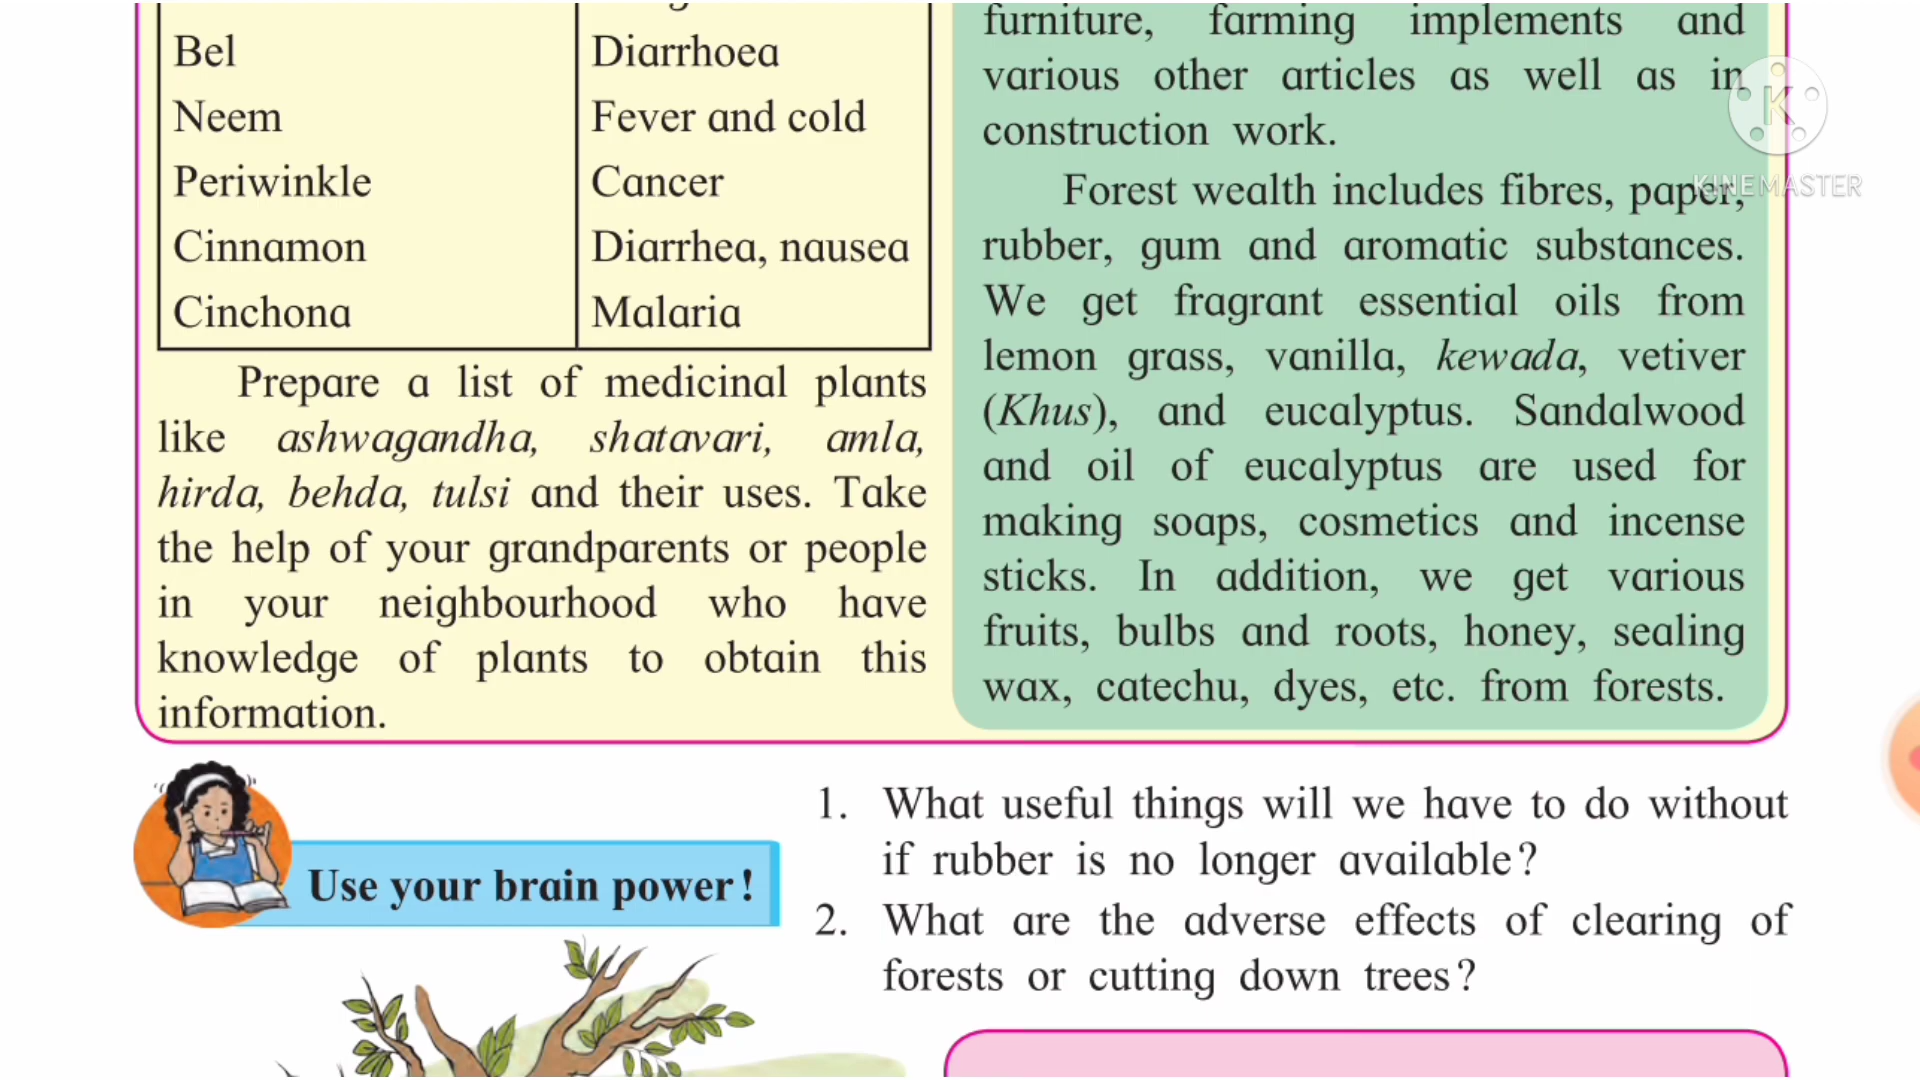 Bel Diarrhoea
Neem Fever and cold
Periwinkle Cancer
Cinnamon Diarrhea, nausea
Cinchona Malaria
Prepare a list of medicinal plants
like ashwagandha, shatavari, amla,
hirda, behda, tulsi and their uses. Take
the help of your grandparents or people
in your neighbourhood who have
knowledge of plants to obtain this
information.
furniture, farming implements and
various other articles as well as in
construction work.
Forest wealth includes fibres, paper,
rubber, gum and aromatic substances.
We get fragrant essential oils from
lemon grass, vanilla, kewada, vetiver
(Khus), and eucalyptus. Sandalwood
and oil of eucalyptus are used for
making soaps, cosmetics and incense
sticks. In addition, we get various
fruits, bulbs and roots, honey, sealing
wax, catechu, dyes, etc. from forests.
K
KINEMASTER
Use your brain power!
1. What useful things will we have to do without
if rubber is no longer available?
2. What are the adverse effects of clearing of
forests or cutting down trees?